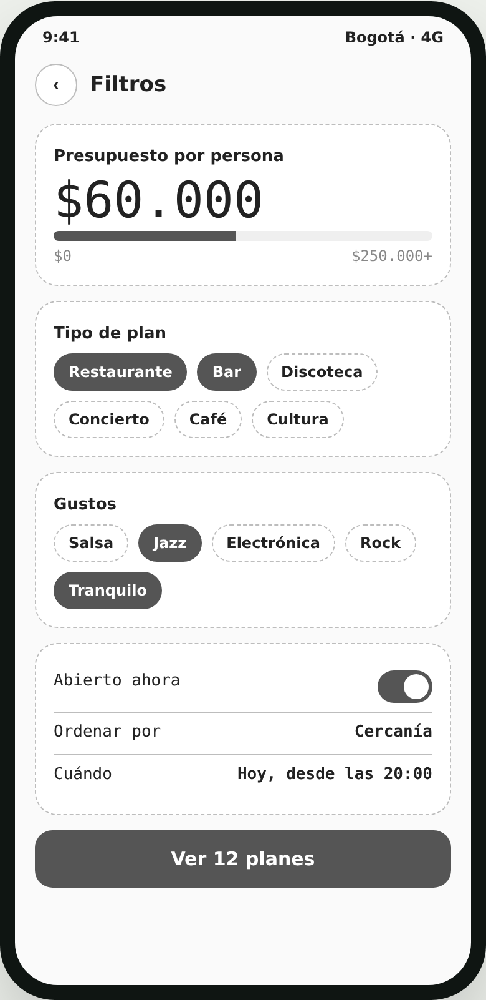 9:41 Bogotá · 4G
‹ Filtros
Presupuesto por persona
$60.000
$0 $250.000+
Tipo de plan
Restaurante Bar Discoteca
Concierto Café Cultura
Gustos
Salsa Jazz Electrónica Rock
Tranquilo
Abierto ahora
Ordenar por Cercanía
Cuándo Hoy, desde las 20:00
Ver 12 planes